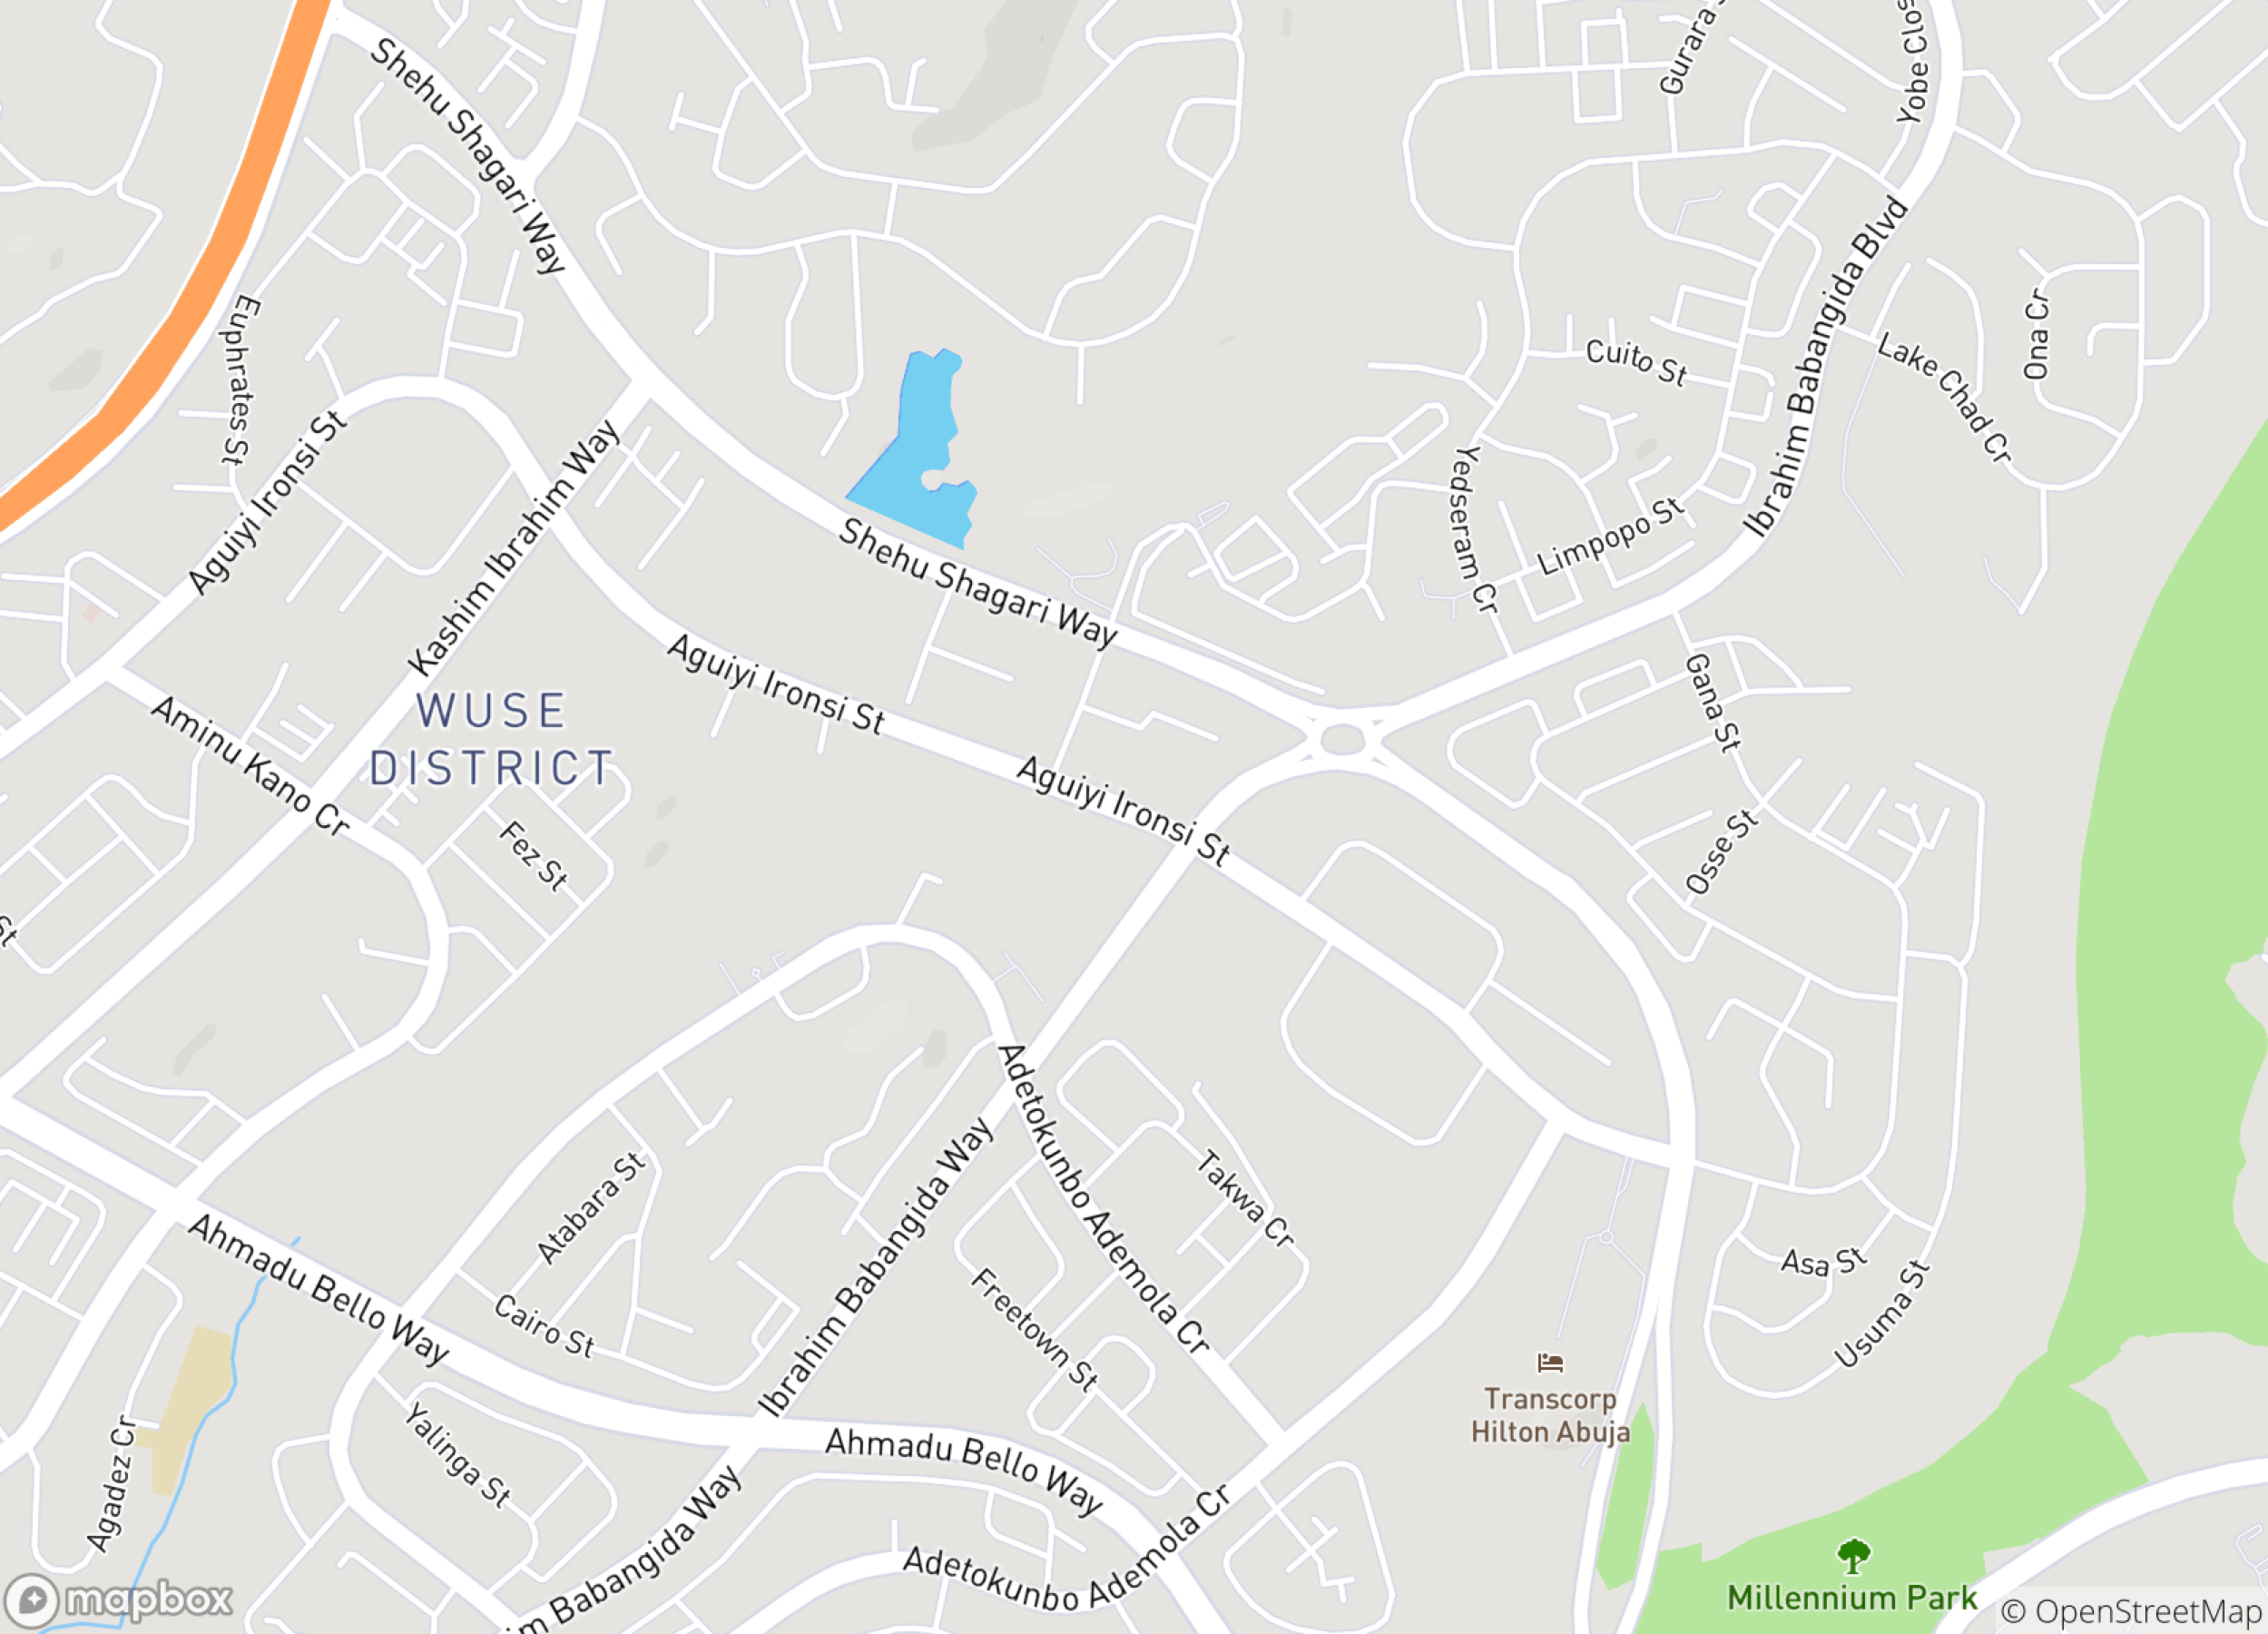 Shehu Shagari Way
Gurara
Yobe Clos
Ibrahim Babangida Blvd
Euphrates St
Aguiyi Ironsi St
Kashim Ibrahim Way
Cuito St
Lake Chad Cr
Ona Cr
Yedseram Cr
Limpopo St
Shehu Shagari Way
Aguiyi Ironsi St
Gana St
WUSE
DISTRICT
Aminu Kano Cr
Aguiyi Ironsi St
Fez St
Osse St
St
Adetokunbo Ademola Cr
Takwa Cr
Atabara St
Ibrahim Babangida Way
Ahmadu Bello Way
Cairo St
Freetown St
Asa St
Usuma St
Transcorp
Hilton Abuja
Yalinga St
Agadez Cr
Ahmadu Bello Way
im Babangida Way
Adetokunbo Ademola Cr
Millennium Park
mapbox
© OpenStreetMap